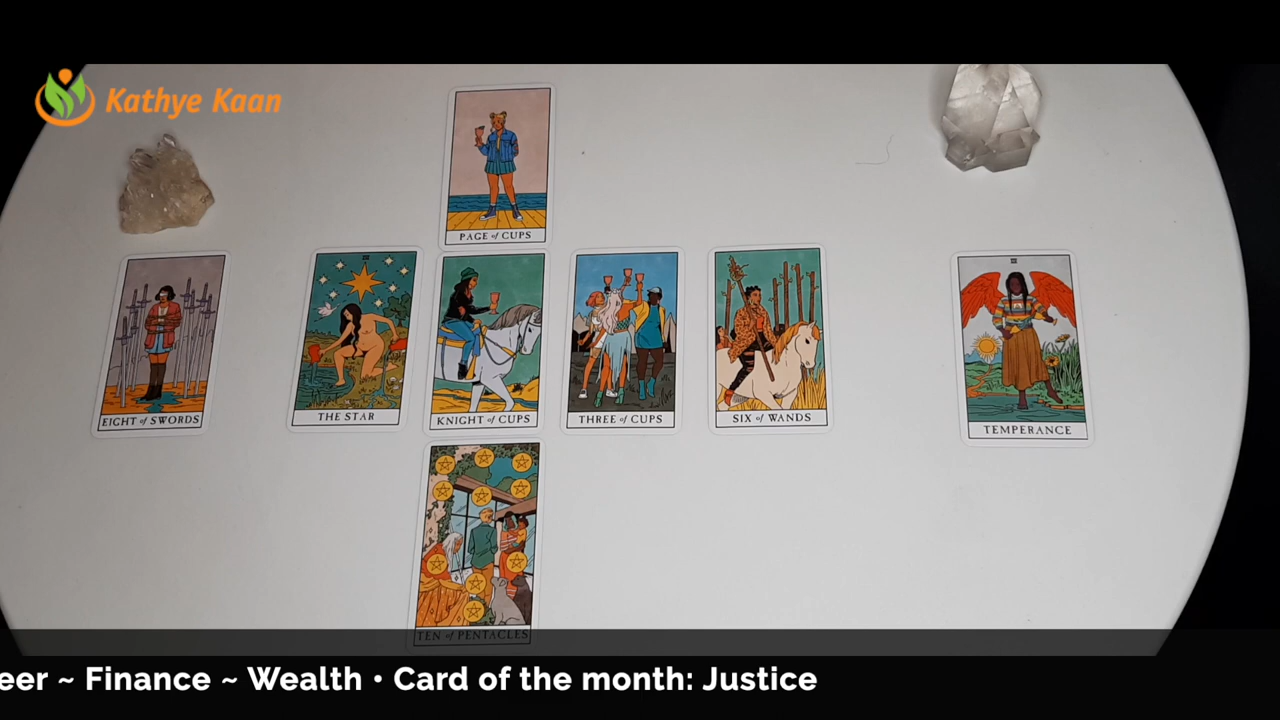 Kathye Kaan
PAGE of CUPS
EIGHT of SWORDS
THE STAR
KNIGHT of CUPS
THREE of CUPS
SIX of WANDS
TEMPERANCE
TEN of PENTACLES
eer ~ Finance ~ Wealth • Card of the month: Justice